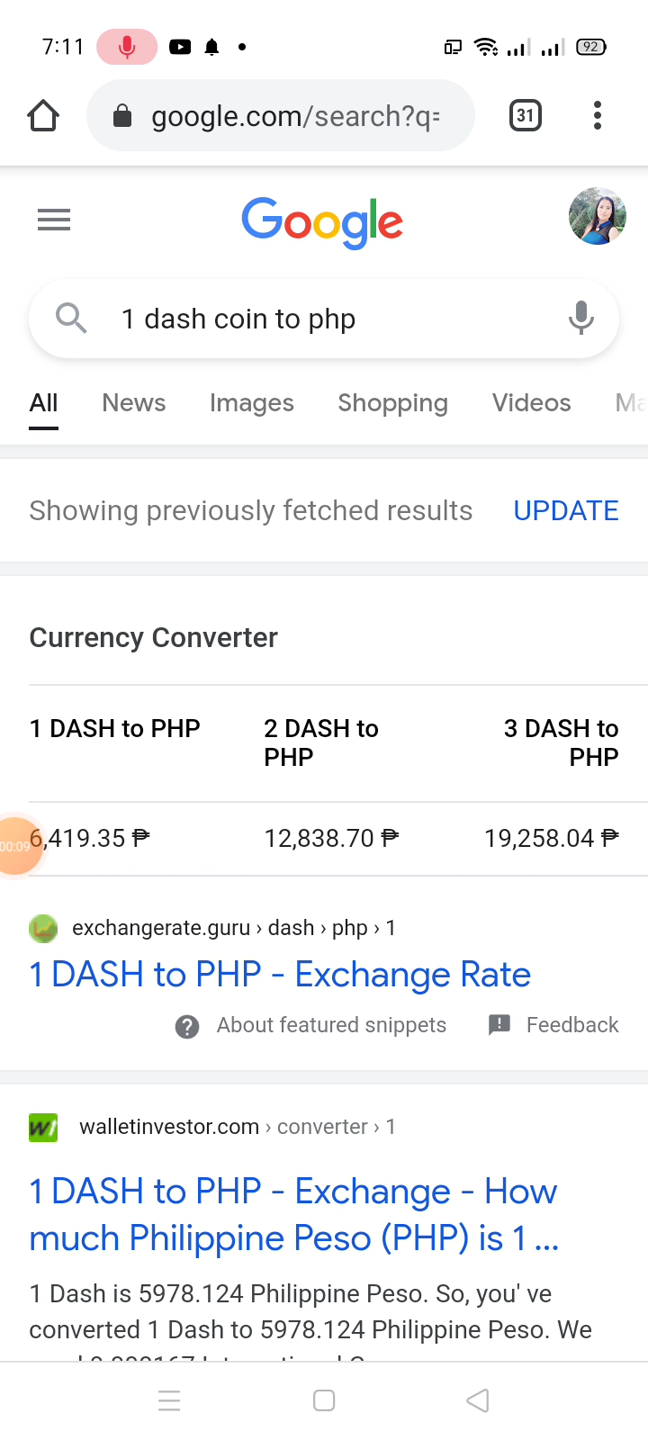 7:11
92
google.com/search?q=
31
Google
1 dash coin to php
All News Images Shopping Videos Ma
Showing previously fetched results UPDATE
Currency Converter
1 DASH to PHP 2 DASH to PHP 3 DASH to PHP
6,419.35 ₱ 12,838.70 ₱ 19,258.04 ₱
00:09
exchangerate.guru › dash › php › 1
1 DASH to PHP - Exchange Rate
About featured snippets Feedback
walletinvestor.com › converter › 1
1 DASH to PHP - Exchange - How
much Philippine Peso (PHP) is 1 ...
1 Dash is 5978.124 Philippine Peso. So, you' ve
converted 1 Dash to 5978.124 Philippine Peso. We